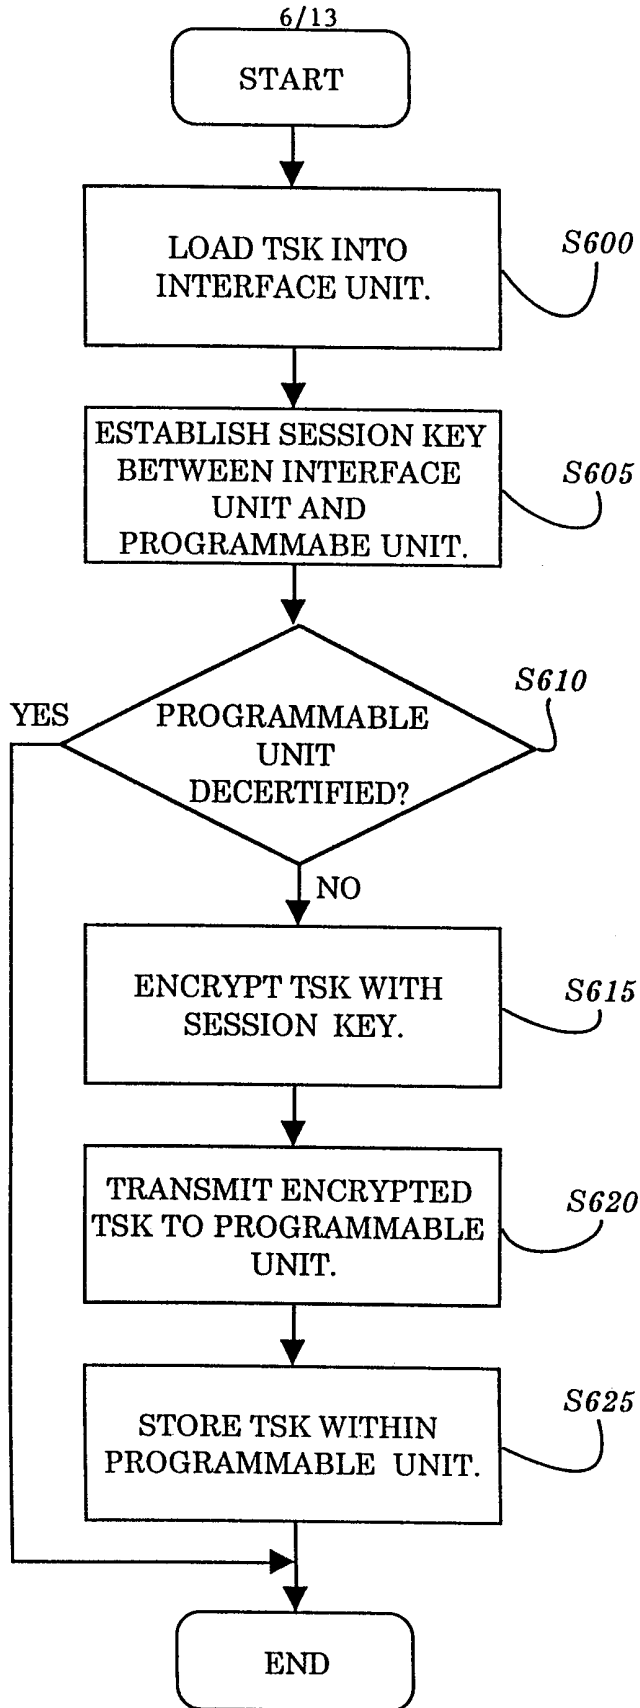 6/13
START
LOAD TSK INTO
INTERFACE UNIT.
S600
ESTABLISH SESSION KEY
BETWEEN INTERFACE
UNIT AND
PROGRAMMABE UNIT.
S605
PROGRAMMABLE
UNIT
DECERTIFIED?
S610
YES
NO
ENCRYPT TSK WITH
SESSION KEY.
S615
TRANSMIT ENCRYPTED
TSK TO PROGRAMMABLE
UNIT.
S620
STORE TSK WITHIN
PROGRAMMABLE UNIT.
S625
END